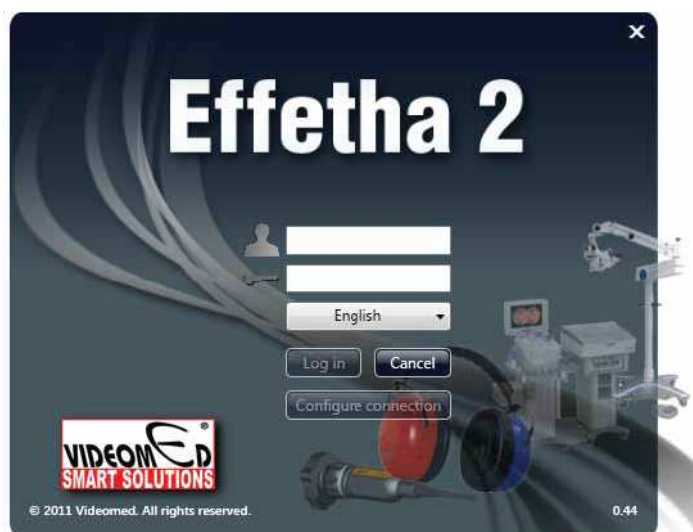 Effetha 2
English
Log in
Cancel
Configure connection
VIDEOMED®
SMART SOLUTIONS
© 2011 Videomed. All rights reserved.
0.44